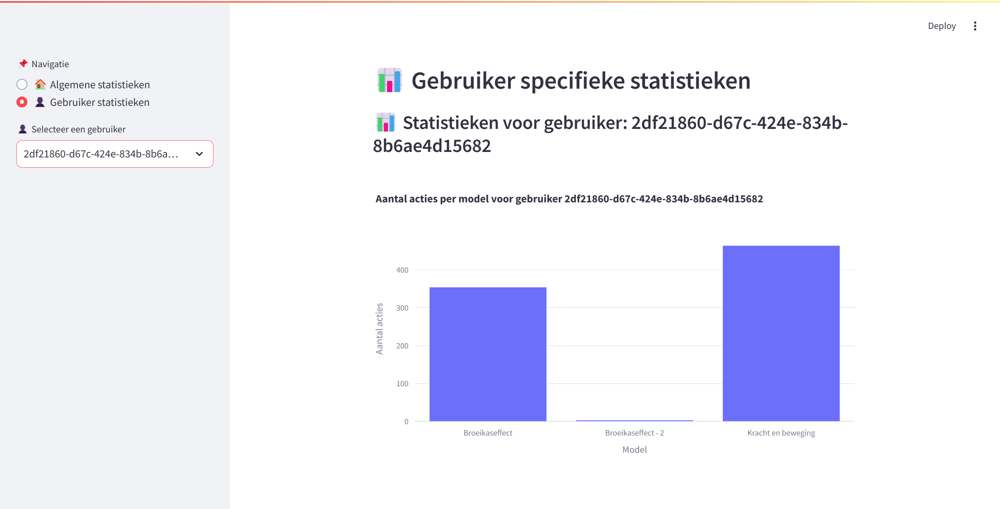 Deploy
Navigatie
Algemene statistieken
Gebruiker statistieken
Selecteer een gebruiker
2df21860-d67c-424e-834b-8b6a...
Gebruiker specifieke statistieken
Statistieken voor gebruiker: 2df21860-d67c-424e-834b-
8b6ae4d15682
Aantal acties per model voor gebruiker 2df21860-d67c-424e-834b-8b6ae4d15682
Aantal acties
400
300
200
100
0
Broeikaseffect
Broeikaseffect - 2
Kracht en beweging
Model